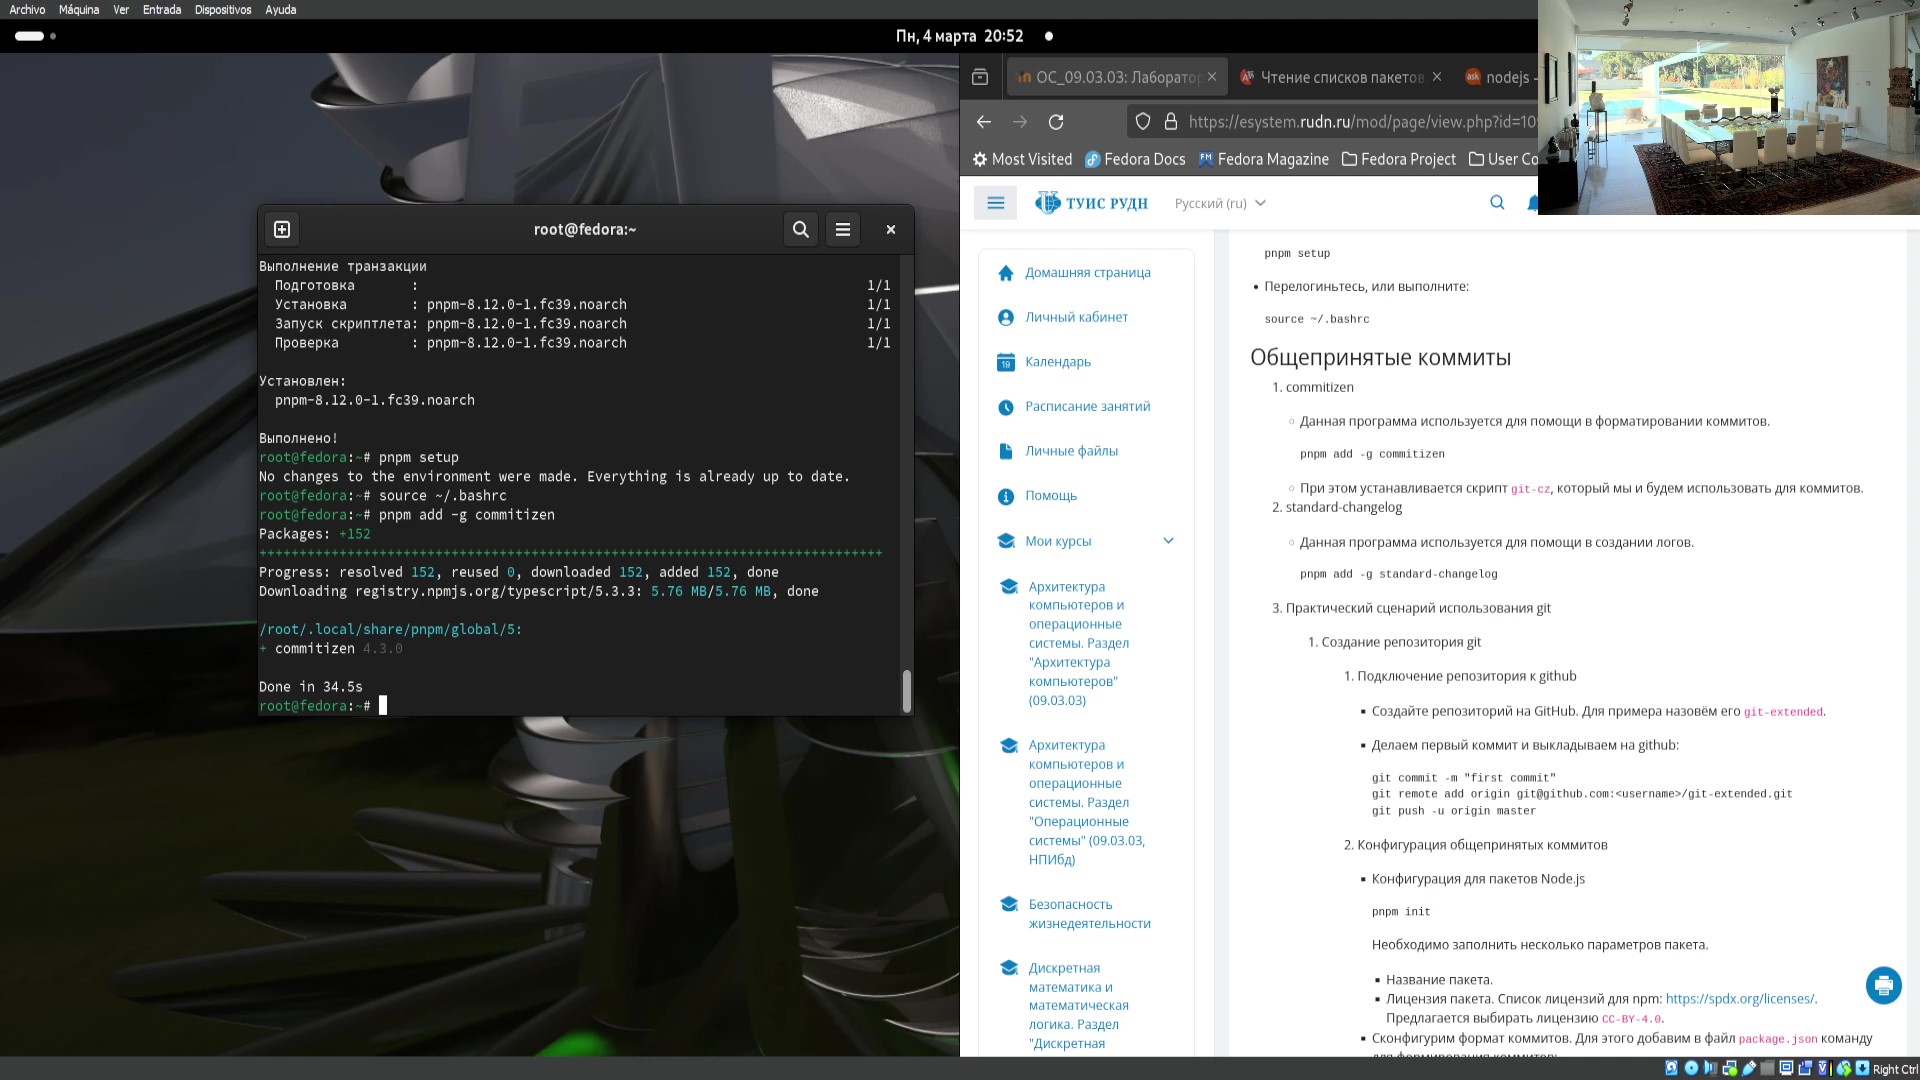 Archivo Máquina Ver Entrada Dispositivos Ayuda
Пн, 4 марта 20:52
root@fedora:~
Выполнение транзакции
Подготовка : 1/1
Установка : pnpm-8.12.0-1.fc39.noarch 1/1
Запуск скриптлета: pnpm-8.12.0-1.fc39.noarch 1/1
Проверка : pnpm-8.12.0-1.fc39.noarch 1/1
Установлен:
pnpm-8.12.0-1.fc39.noarch
Выполнено!
root@fedora:~# pnpm setup
No changes to the environment were made. Everything is already up to date.
root@fedora:~# source ~/.bashrc
root@fedora:~# pnpm add -g commitizen
Packages: +152
++++++++++++++++++++++++++++++++++++++++++++++++++++++++++++++++++++++++++++++
Progress: resolved 152, reused 0, downloaded 152, added 152, done
Downloading registry.npmjs.org/typescript/5.3.3: 5.76 MB/5.76 MB, done
/root/.local/share/pnpm/global/5:
+ commitizen 4.3.0
Done in 34.5s
root@fedora:~#
ОС_09.03.03: Лаборатор
Чтение списков пакетов
ask nodejs -
https://esystem.rudn.ru/mod/page/view.php?id=10
Most Visited Fedora Docs Fedora Magazine Fedora Project User Co
ТУИС РУДН Русский (ru)
Домашняя страница
Личный кабинет
Календарь
Расписание занятий
Личные файлы
Помощь
Мои курсы
Архитектура
компьютеров и
операционные
системы. Раздел
"Архитектура
компьютеров"
(09.03.03)
Архитектура
компьютеров и
операционные
системы. Раздел
"Операционные
системы" (09.03.03,
НПИбд)
Безопасность
жизнедеятельности
Дискретная
математика и
математическая
логика. Раздел
"Дискретная
pnpm setup
• Перелогиньтесь, или выполните:
source ~/.bashrc
Общепринятые коммиты
1. commitizen
Данная программа используется для помощи в форматировании коммитов.
pnpm add -g commitizen
При этом устанавливается скрипт git-cz, который мы и будем использовать для коммитов.
2. standard-changelog
Данная программа используется для помощи в создании логов.
pnpm add -g standard-changelog
3. Практический сценарий использования git
1. Создание репозитория git
1. Подключение репозитория к github
Создайте репозиторий на GitHub. Для примера назовём его git-extended.
Делаем первый коммит и выкладываем на github:
git commit -m "first commit"
git remote add origin git@github.com:<username>/git-extended.git
git push -u origin master
2. Конфигурация общепринятых коммитов
Конфигурация для пакетов Node.js
pnpm init
Необходимо заполнить несколько параметров пакета.
Название пакета.
Лицензия пакета. Список лицензий для npm: https://spdx.org/licenses/.
Предлагается выбирать лицензию CC-BY-4.0.
Сконфигурим формат коммитов. Для этого добавим в файл package.json команду
для формирования коммитов:
Right Ctrl